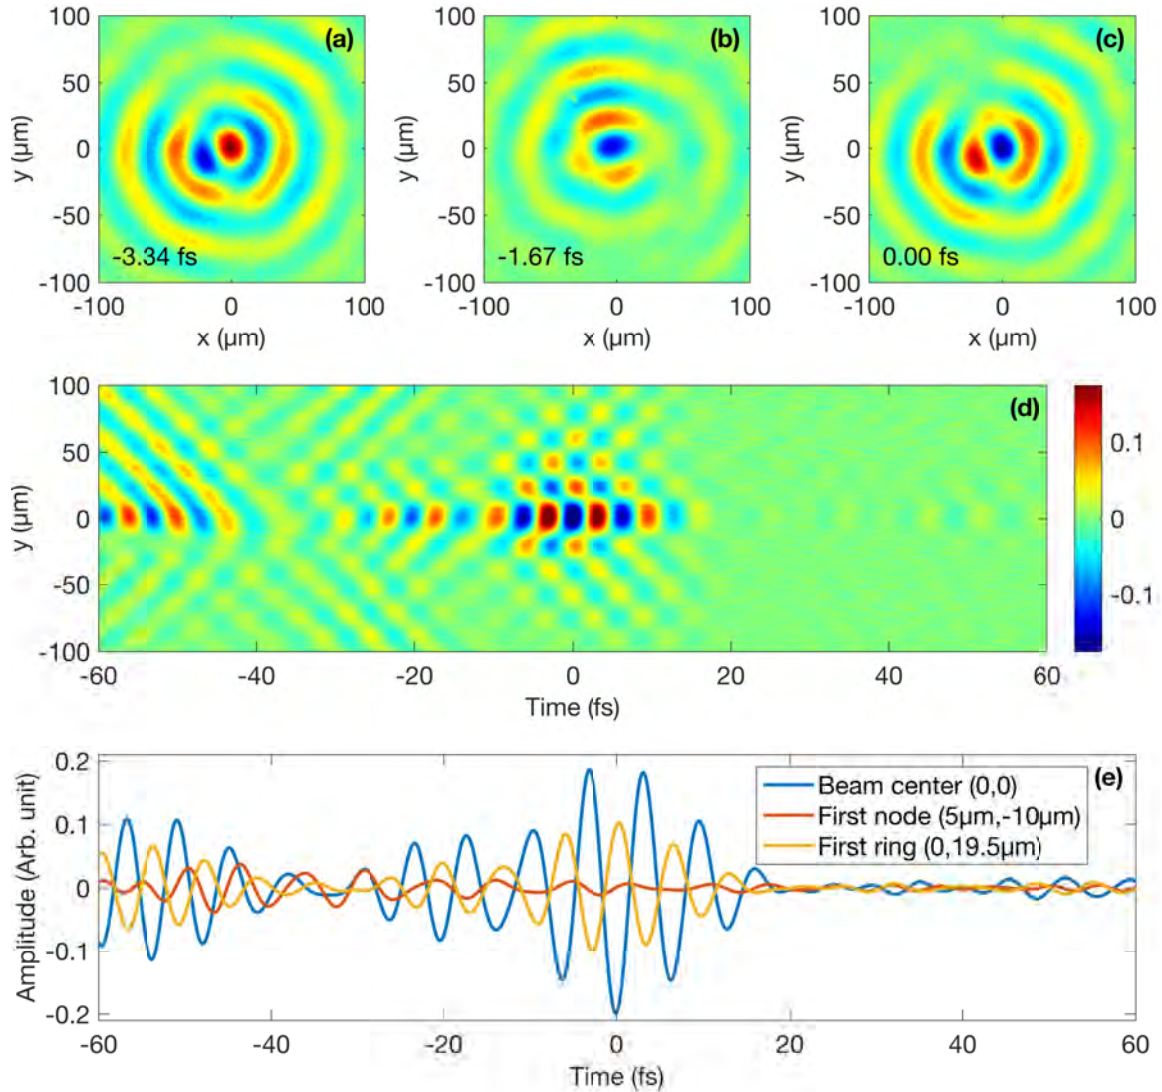 (a)
(b)
(c)
y (µm)
100
50
0
-50
-100
-3.34 fs
-100 0 100
x (µm)
y (µm)
100
50
0
-50
-100
-1.67 fs
-100 0 100
x (µm)
y (µm)
100
50
0
-50
-100
0.00 fs
-100 0 100
x (µm)
(d)
y (µm)
100
50
0
-50
-100
-60 -40 -20 0 20 40 60
Time (fs)
0.1
0
-0.1
(e)
Amplitude (Arb. unit)
0.2
0.1
0
-0.1
-0.2
Beam center (0,0)
First node (5µm,-10µm)
First ring (0,19.5µm)
-60 -40 -20 0 20 40 60
Time (fs)